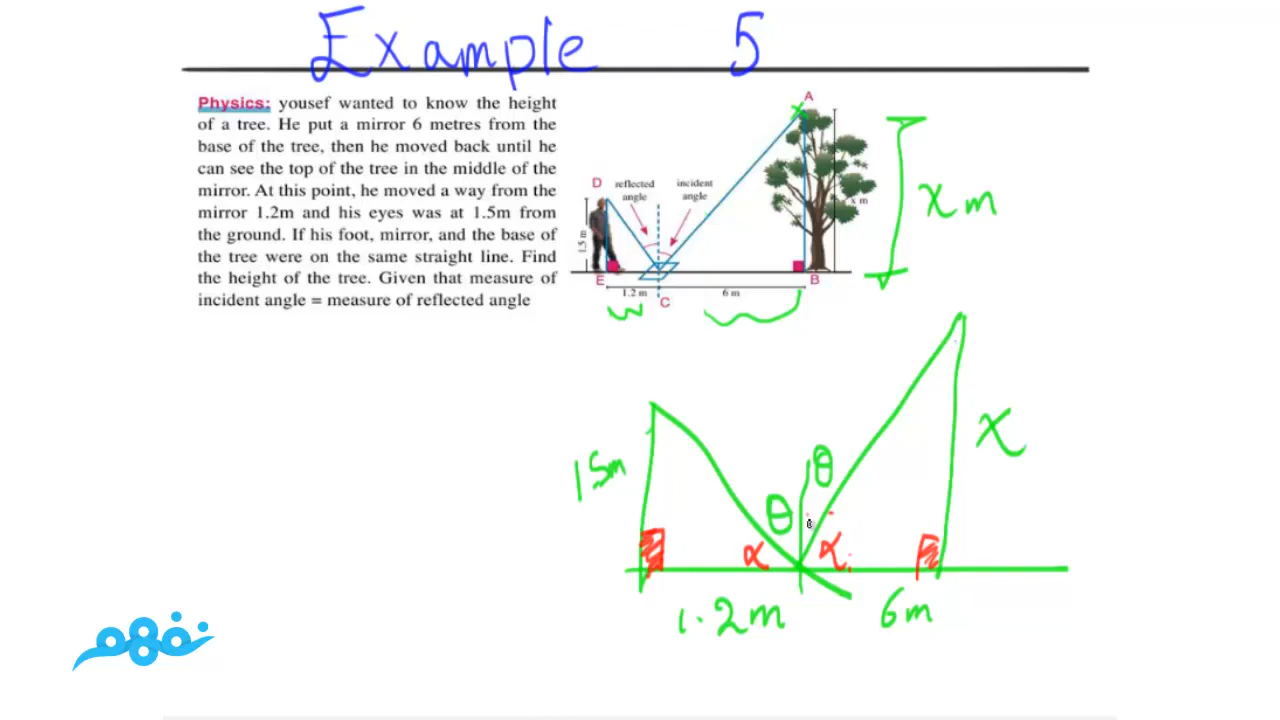 Example 5
Physics: yousef wanted to know the height
of a tree. He put a mirror 6 metres from the
base of the tree, then he moved back until he
can see the top of the tree in the middle of the
mirror. At this point, he moved a way from the
mirror 1.2m and his eyes was at 1.5m from
the ground. If his foot, mirror, and the base of
the tree were on the same straight line. Find
the height of the tree. Given that measure of
incident angle = measure of reflected angle
A
D
reflected
angle
incident
angle
1.5 m
x m
E
B
1.2 m
C
6 m
x m
15m
θ
θ
x
α
α
1.2m
6m
نفهم